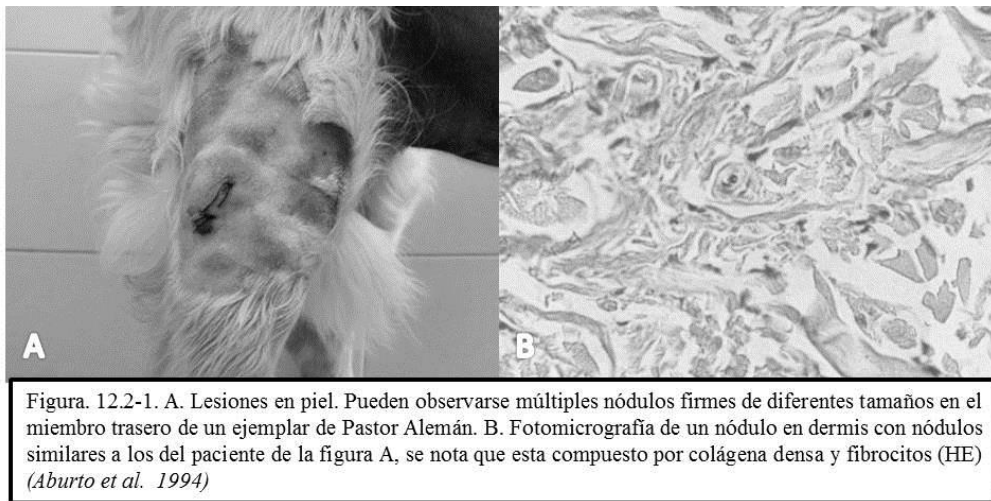 A
B
Figura. 12.2-1. A. Lesiones en piel. Pueden observarse múltiples nódulos firmes de diferentes tamaños en el
miembro trasero de un ejemplar de Pastor Alemán. B. Fotomicrografía de un nódulo en dermis con nódulos
similares a los del paciente de la figura A, se nota que esta compuesto por colágena densa y fibrocitos (HE)
(Aburto et al. 1994)